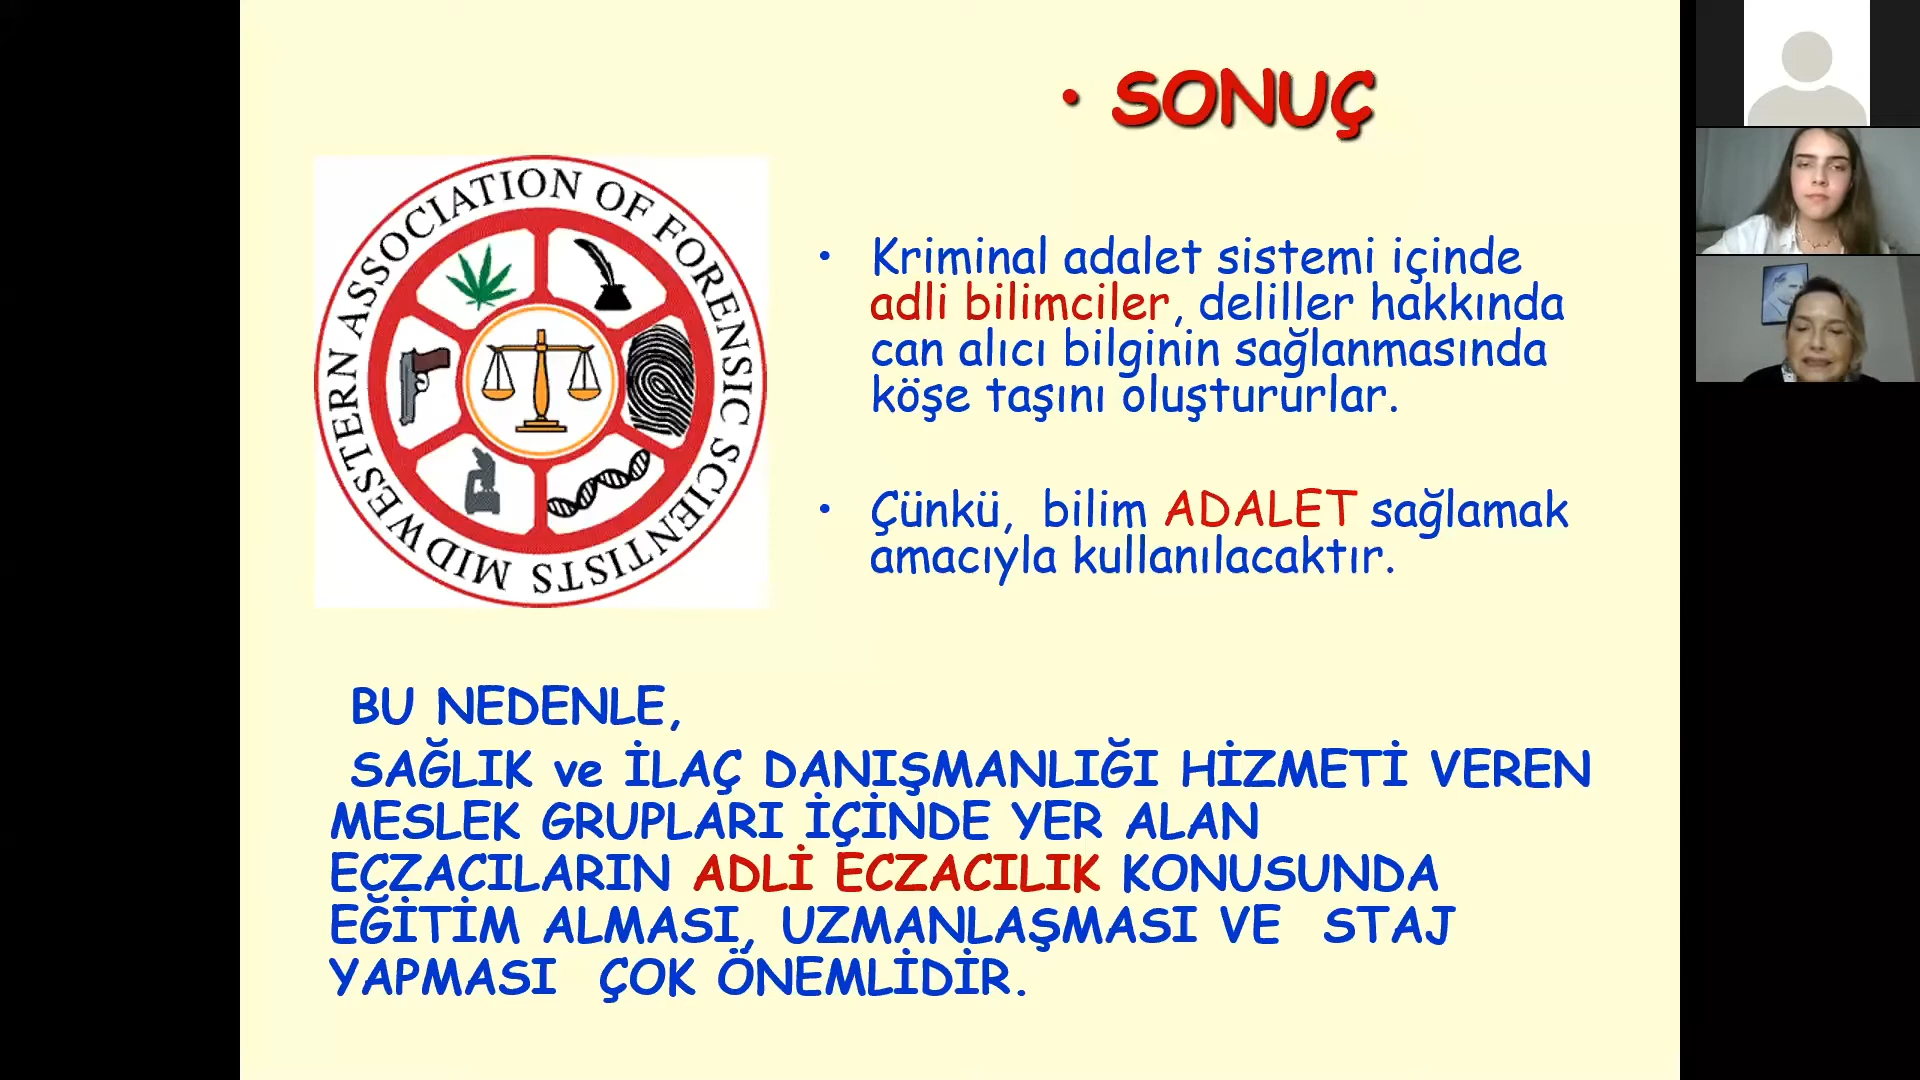 • SONUÇ
MIDWESTERN ASSOCIATION OF FORENSIC SCIENTISTS
• Kriminal adalet sistemi içinde
adli bilimciler, deliller hakkında
can alıcı bilginin sağlanmasında
köşe taşını oluştururlar.
• Çünkü, bilim ADALET sağlamak
amacıyla kullanılacaktır.
BU NEDENLE,
SAĞLIK ve İLAÇ DANIŞMANLIĞI HİZMETİ VEREN
MESLEK GRUPLARI İÇİNDE YER ALAN
ECZACILARIN ADLİ ECZACILIK KONUSUNDA
EĞİTİM ALMASI, UZMANLAŞMASI VE STAJ
YAPMASI ÇOK ÖNEMLİDİR.